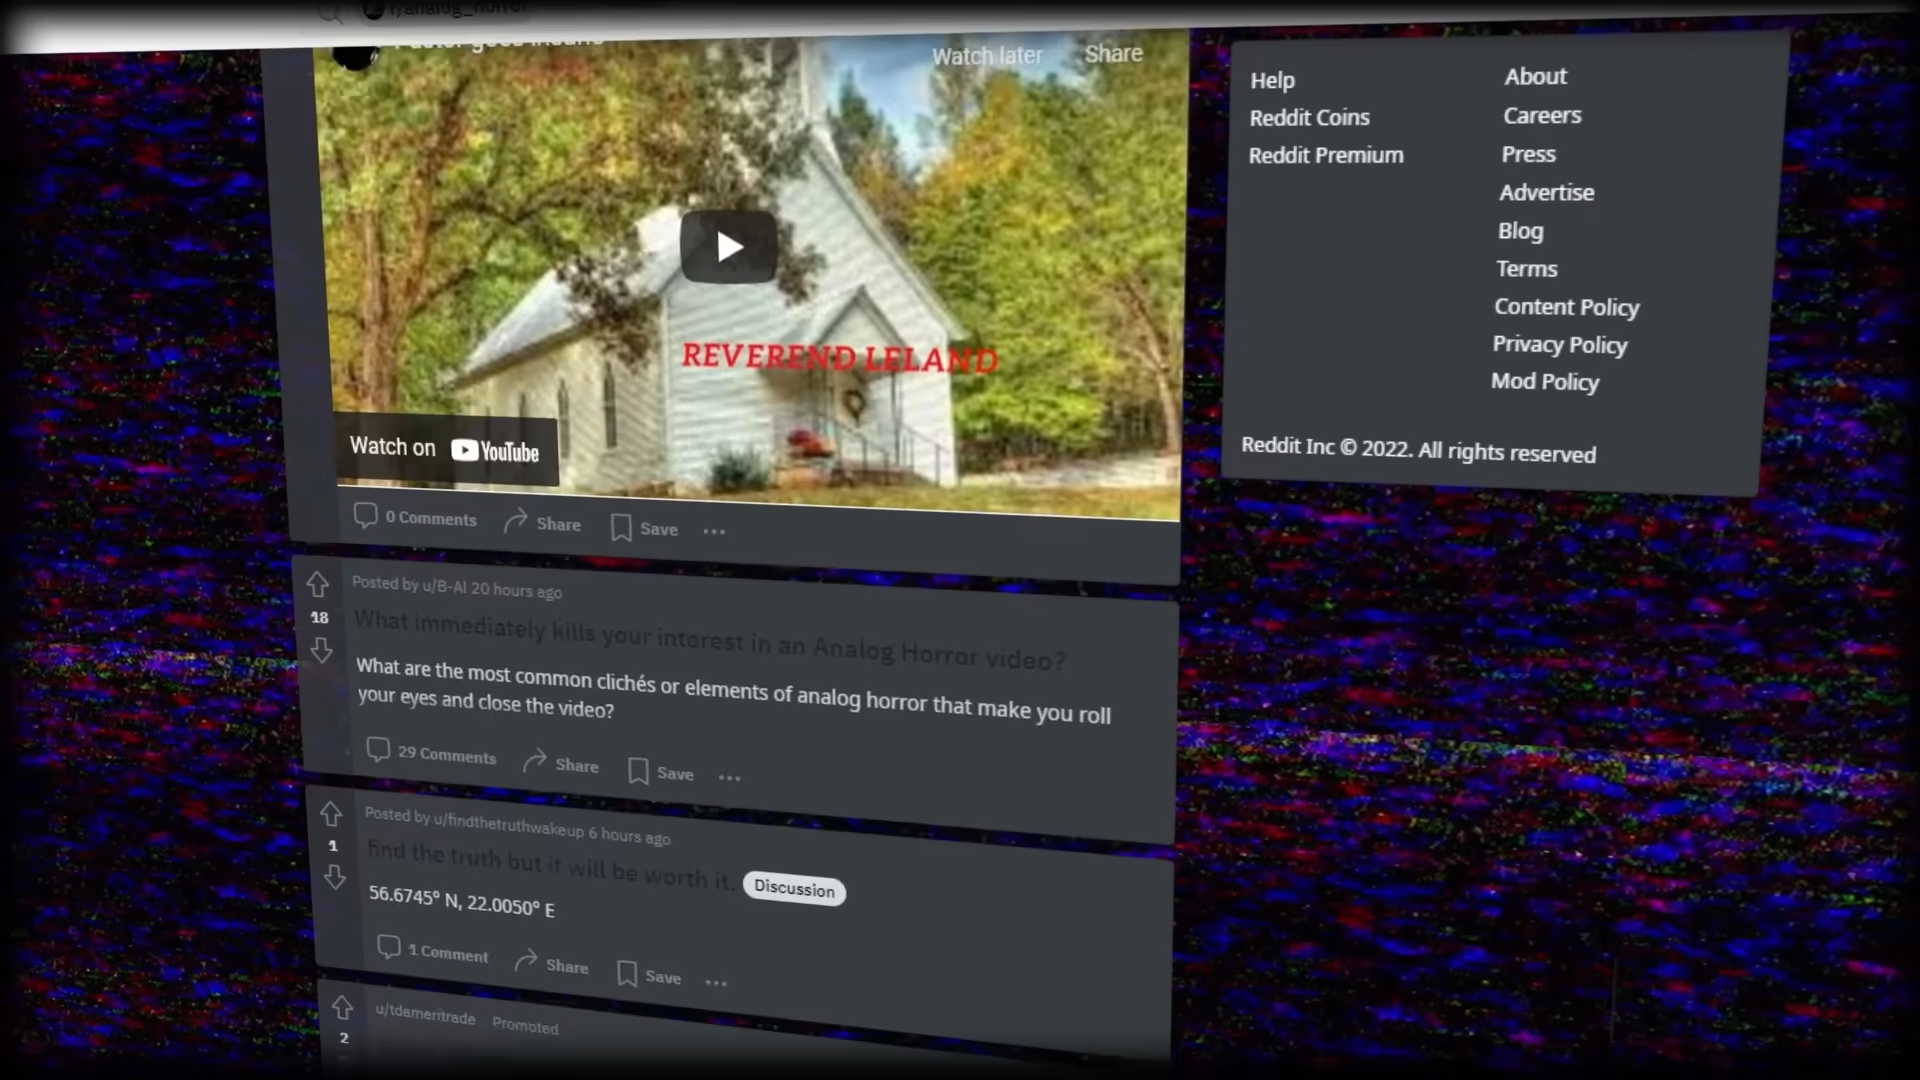 r/analog_horror
Pastor goes insane
Watch later
Share
REVEREND LELAND
Watch on YouTube
0 Comments
Share
Save
Posted by u/B-Al 20 hours ago
18
What immediately kills your interest in an Analog Horror video?
What are the most common clichés or elements of analog horror that make you roll
your eyes and close the video?
29 Comments
Share
Save
Posted by u/findthetruthwakeup 6 hours ago
1
find the truth but it will be worth it.
Discussion
56.6745° N, 22.0050° E
1 Comment
Share
Save
u/tdameritrade
Promoted
2
Help
Reddit Coins
Reddit Premium
About
Careers
Press
Advertise
Blog
Terms
Content Policy
Privacy Policy
Mod Policy
Reddit Inc © 2022. All rights reserved